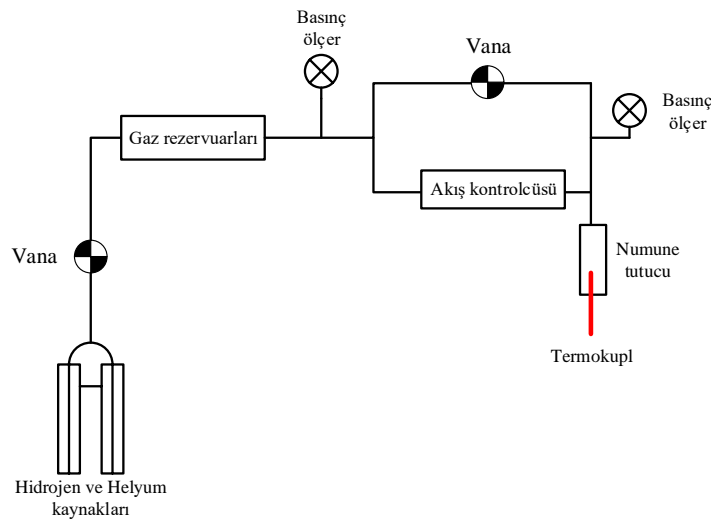 Basınç
ölçer
Vana
Basınç
ölçer
Gaz rezervuarları
Akış kontrolcüsü
Vana
Numune
tutucu
Termokupl
Hidrojen ve Helyum
kaynakları